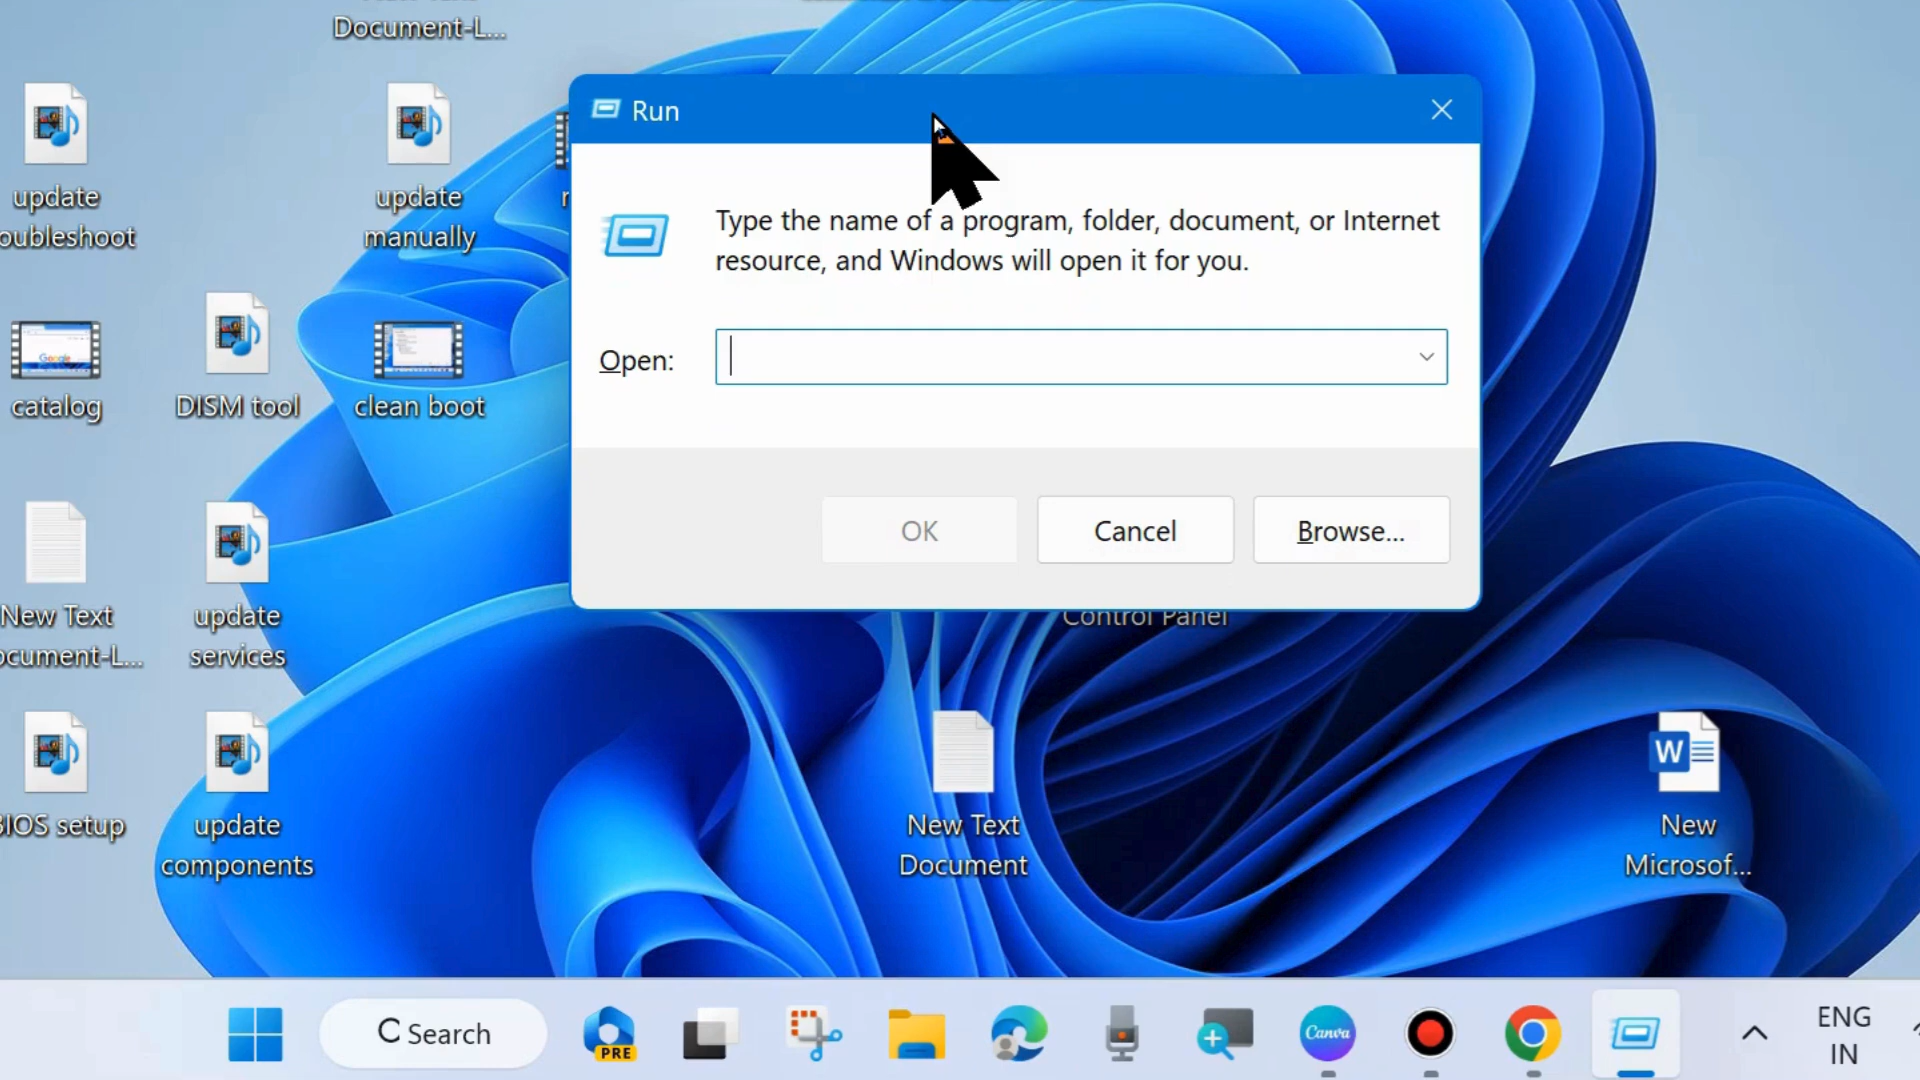 Document-L...
update
oubleshoot
update
manually
catalog
DISM tool
clean boot
New Text
ocument-L...
update
services
BIOS setup
update
components
Run
Type the name of a program, folder, document, or Internet
resource, and Windows will open it for you.
Open:
OK
Cancel
Browse...
Control Panel
New Text
Document
W
New
Microsof...
Search
PRE
Canva
ENG
IN